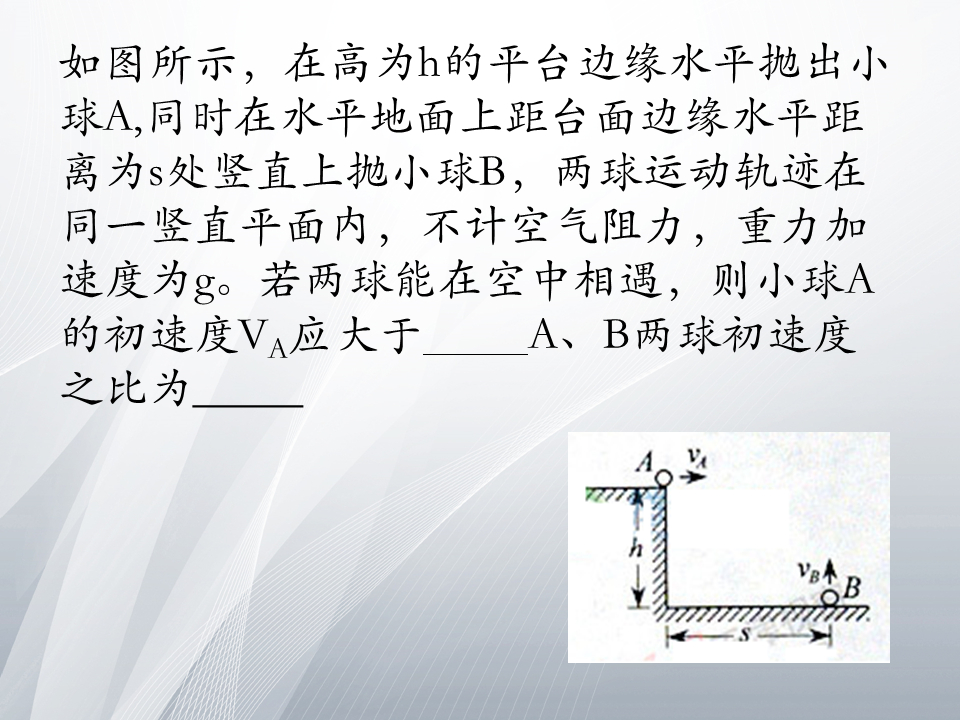 如图所示，在高为h的平台边缘水平抛出小
球A,同时在水平地面上距台面边缘水平距
离为s处竖直上抛小球B，两球运动轨迹在
同一竖直平面内，不计空气阻力，重力加
速度为g。若两球能在空中相遇，则小球A
的初速度VA应大于_____A、B两球初速度
之比为_____
A vA
h
vB B
s